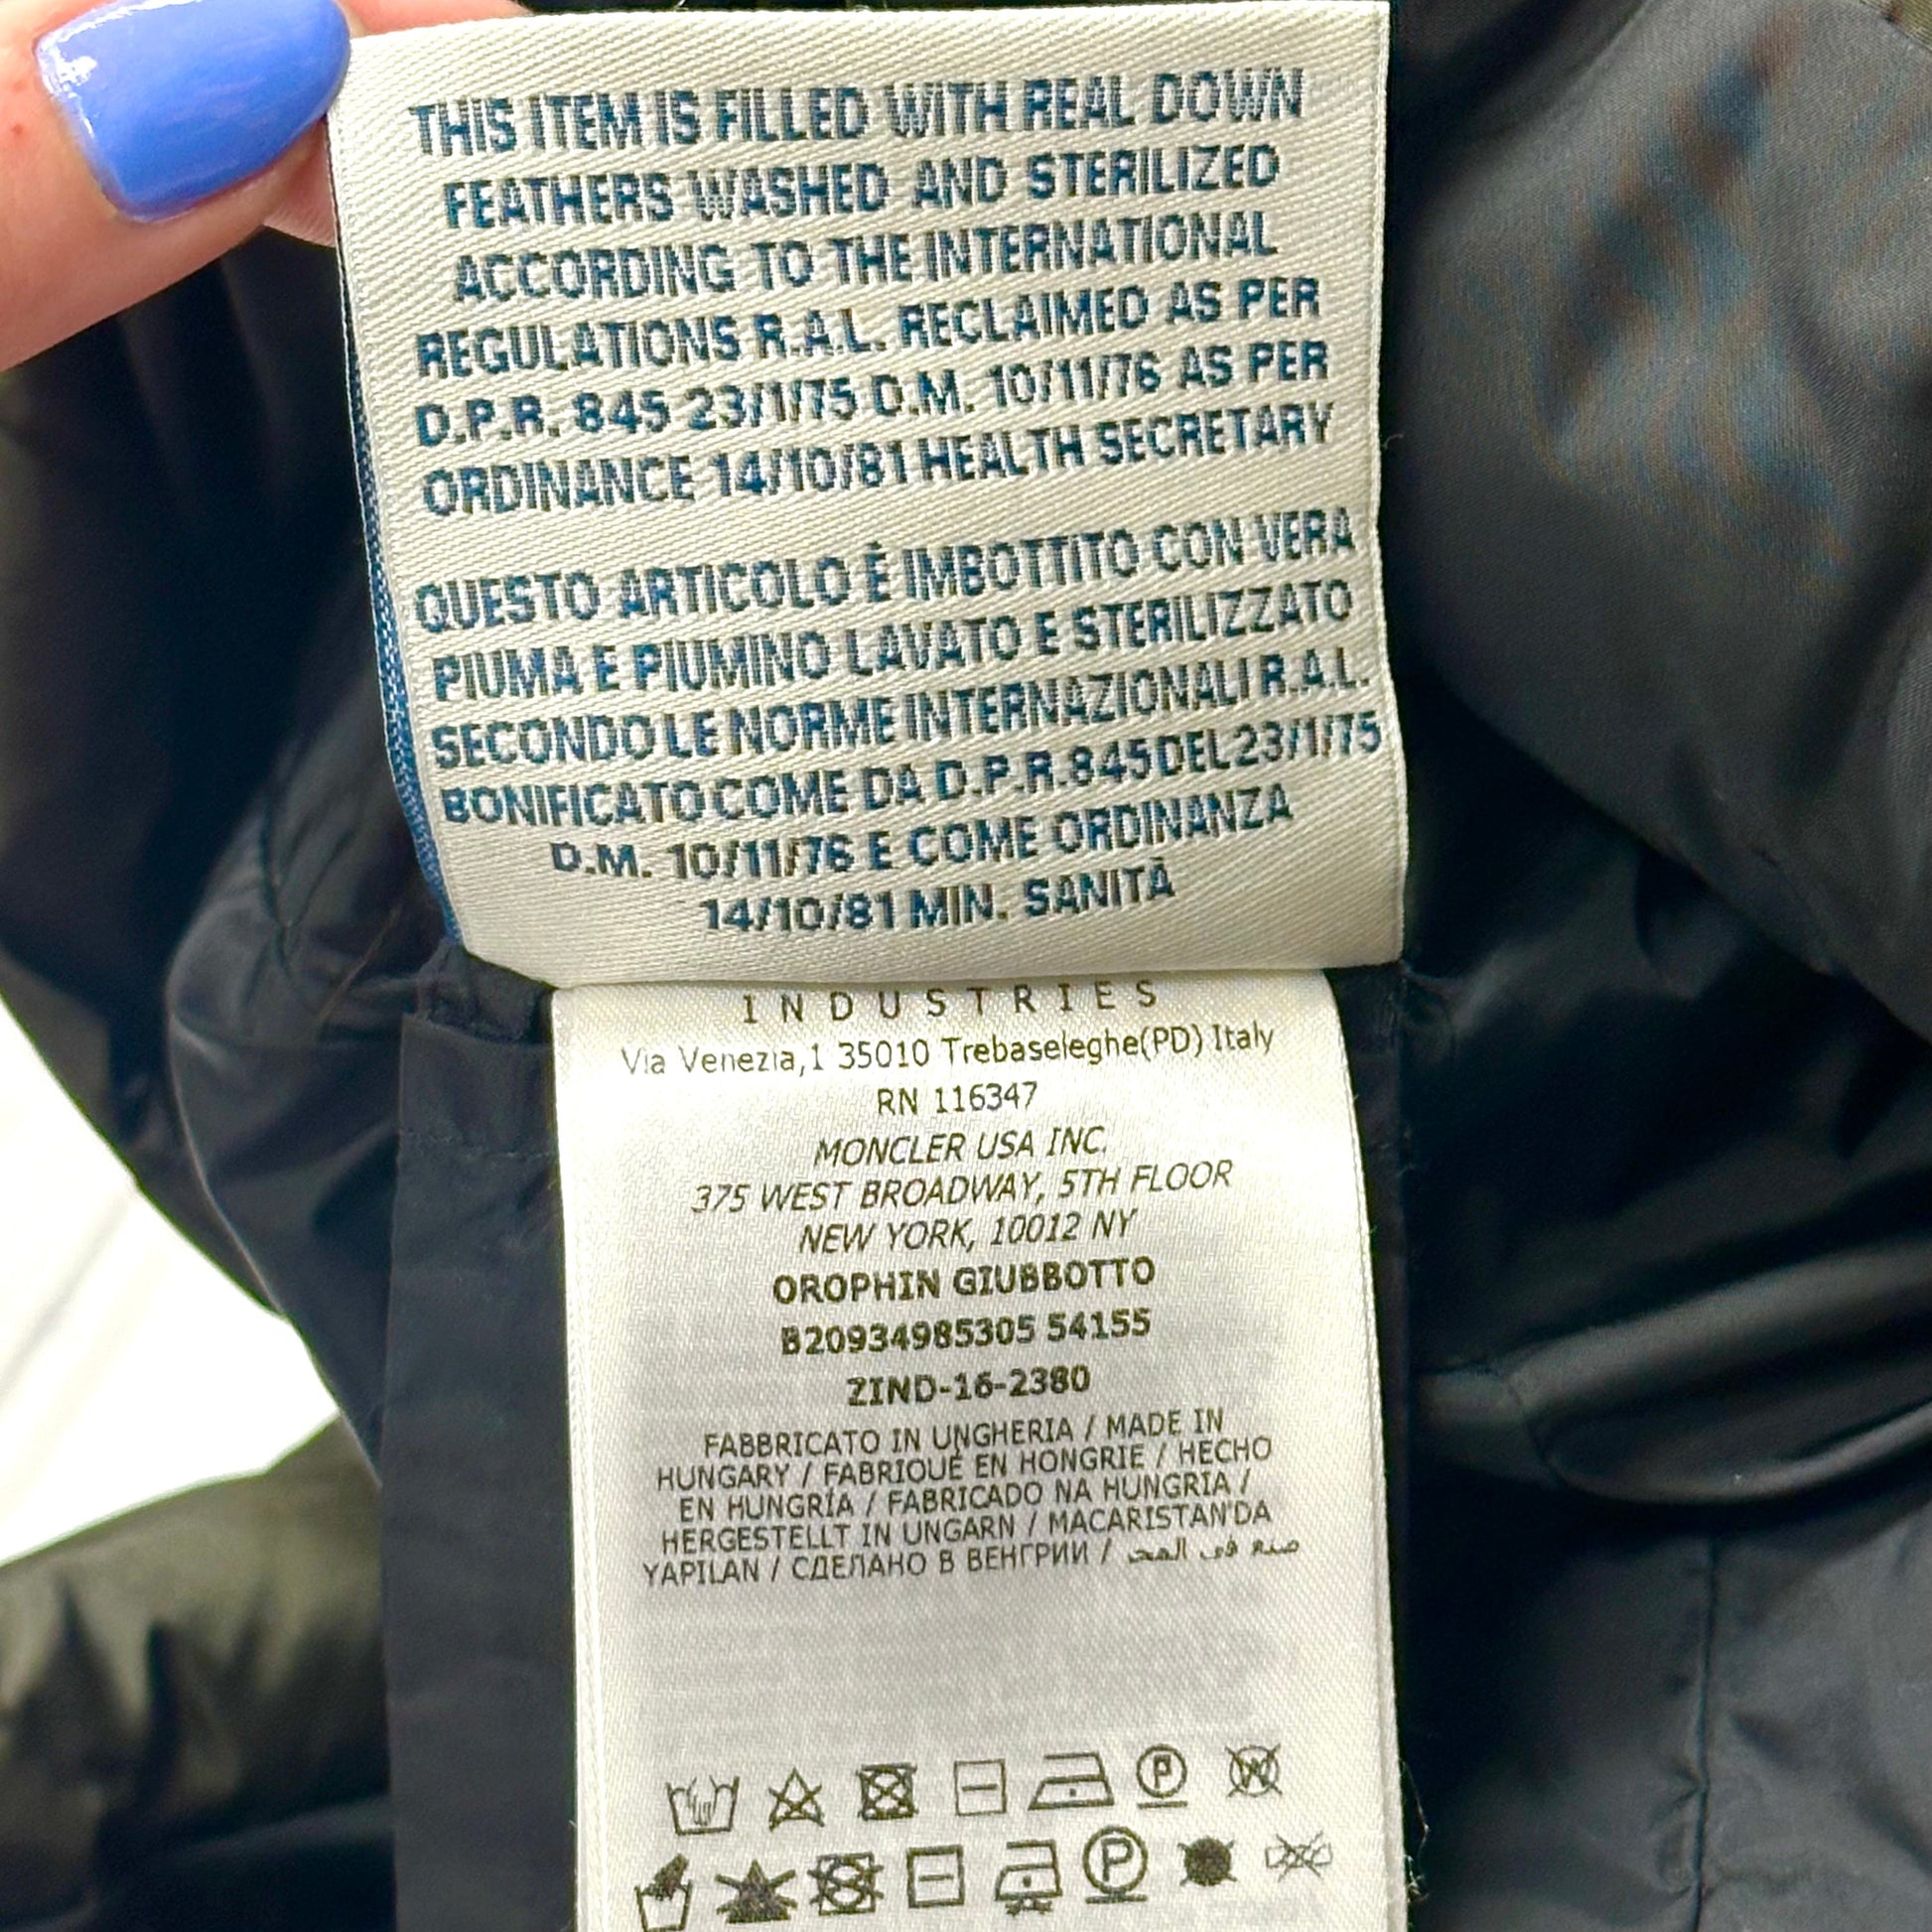 THIS ITEM IS FILLED WITH REAL DOWN
FEATHERS WASHED AND STERILIZED
ACCORDING TO THE INTERNATIONAL
REGULATIONS R.A.L. RECLAIMED AS PER
D.P.R. 845 23/1/75 D.M. 10/11/76 AS PER
ORDINANCE 14/10/81 HEALTH SECRETARY
QUESTO ARTICOLO È IMBOTTITO CON VERA
PIUMA E PIUMINO LAVATO E STERILIZZATO
SECONDO LE NORME INTERNAZIONALI R.A.L.
BONIFICATO COME DA D.P.R. 845 DEL 23/1/75
D.M. 10/11/76 E COME ORDINANZA
14/10/81 MIN. SANITÀ
INDUSTRIES
Via Venezia,1 35010 Trebaseleghe(PD) Italy
RN 116347
MONCLER USA INC.
375 WEST BROADWAY, 5TH FLOOR
NEW YORK, 10012 NY
OROPHIN GIUBBOTTO
B20934985305 54155
ZIND-16-2380
FABBRICATO IN UNGHERIA / MADE IN
HUNGARY / FABRIQUÉ EN HONGRIE / HECHO
EN HUNGRÍA / FABRICADO NA HUNGRIA /
HERGESTELLT IN UNGARN / MACARISTAN'DA
YAPILAN / СДЕЛАНО В ВЕНГРИИ / صنع في المجر
P W
P